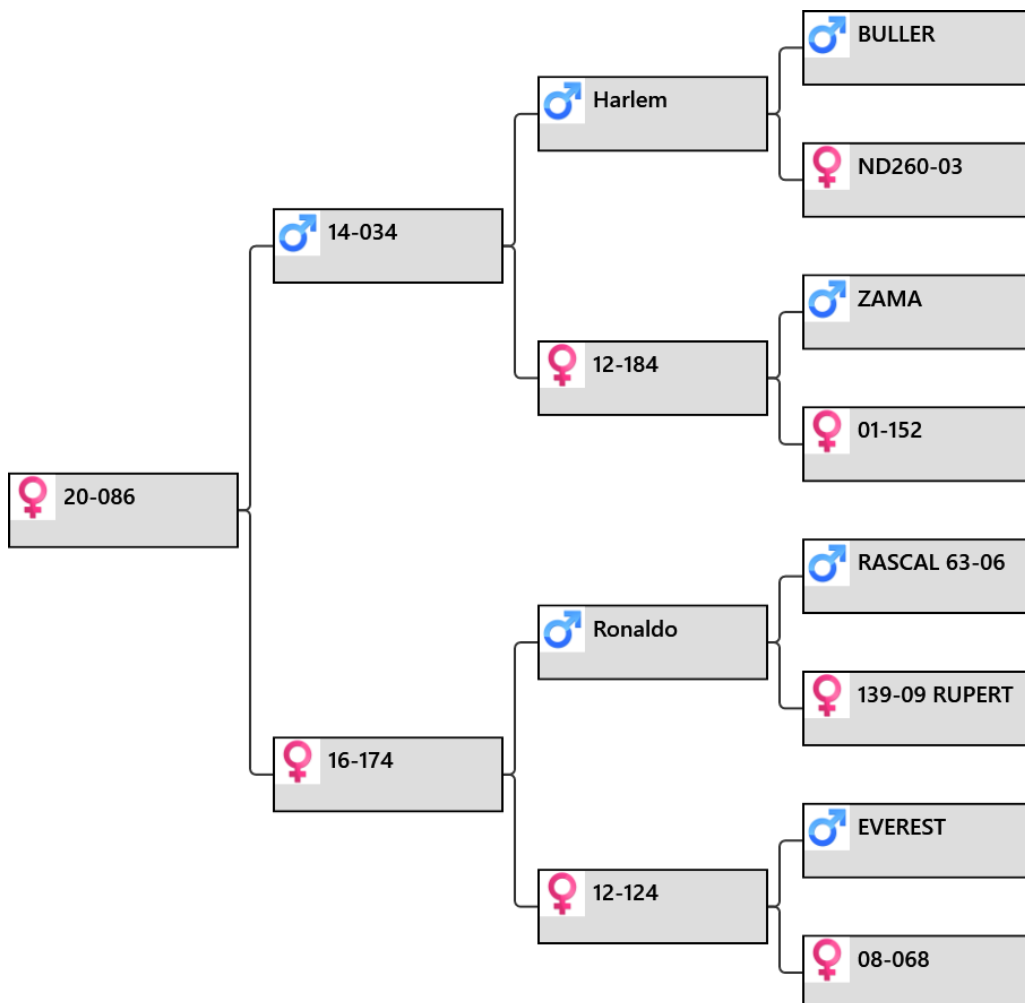 BULLER
Harlem
ND260-03
14-034
ZAMA
12-184
01-152
20-086
RASCAL 63-06
Ronaldo
139-09 RUPERT
16-174
EVEREST
12-124
08-068